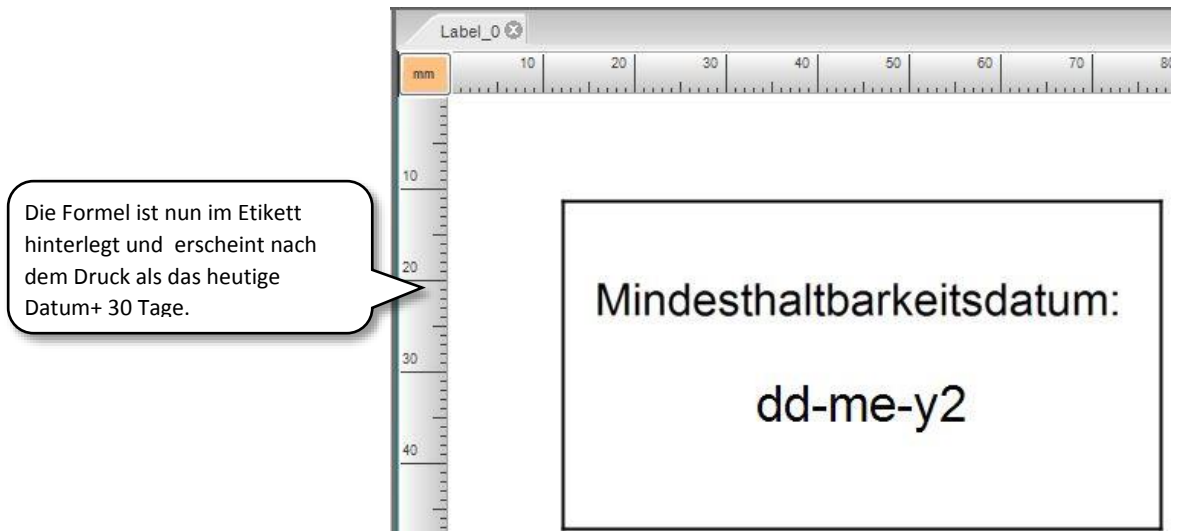 Label_0
mm 10 20 30 40 50 60 70 80
10
Die Formel ist nun im Etikett
hinterlegt und erscheint nach
dem Druck als das heutige
Datum+ 30 Tage.
20
Mindesthaltbarkeitsdatum:
30
dd-me-y2
40